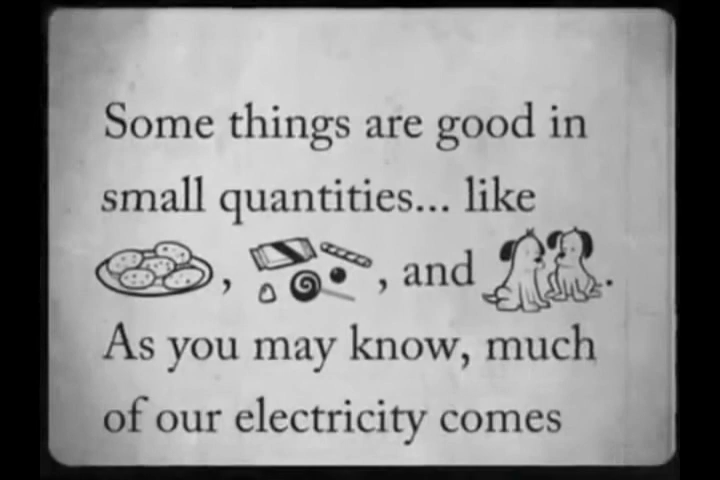 Some things are good in
small quantities... like
, , and .
As you may know, much
of our electricity comes